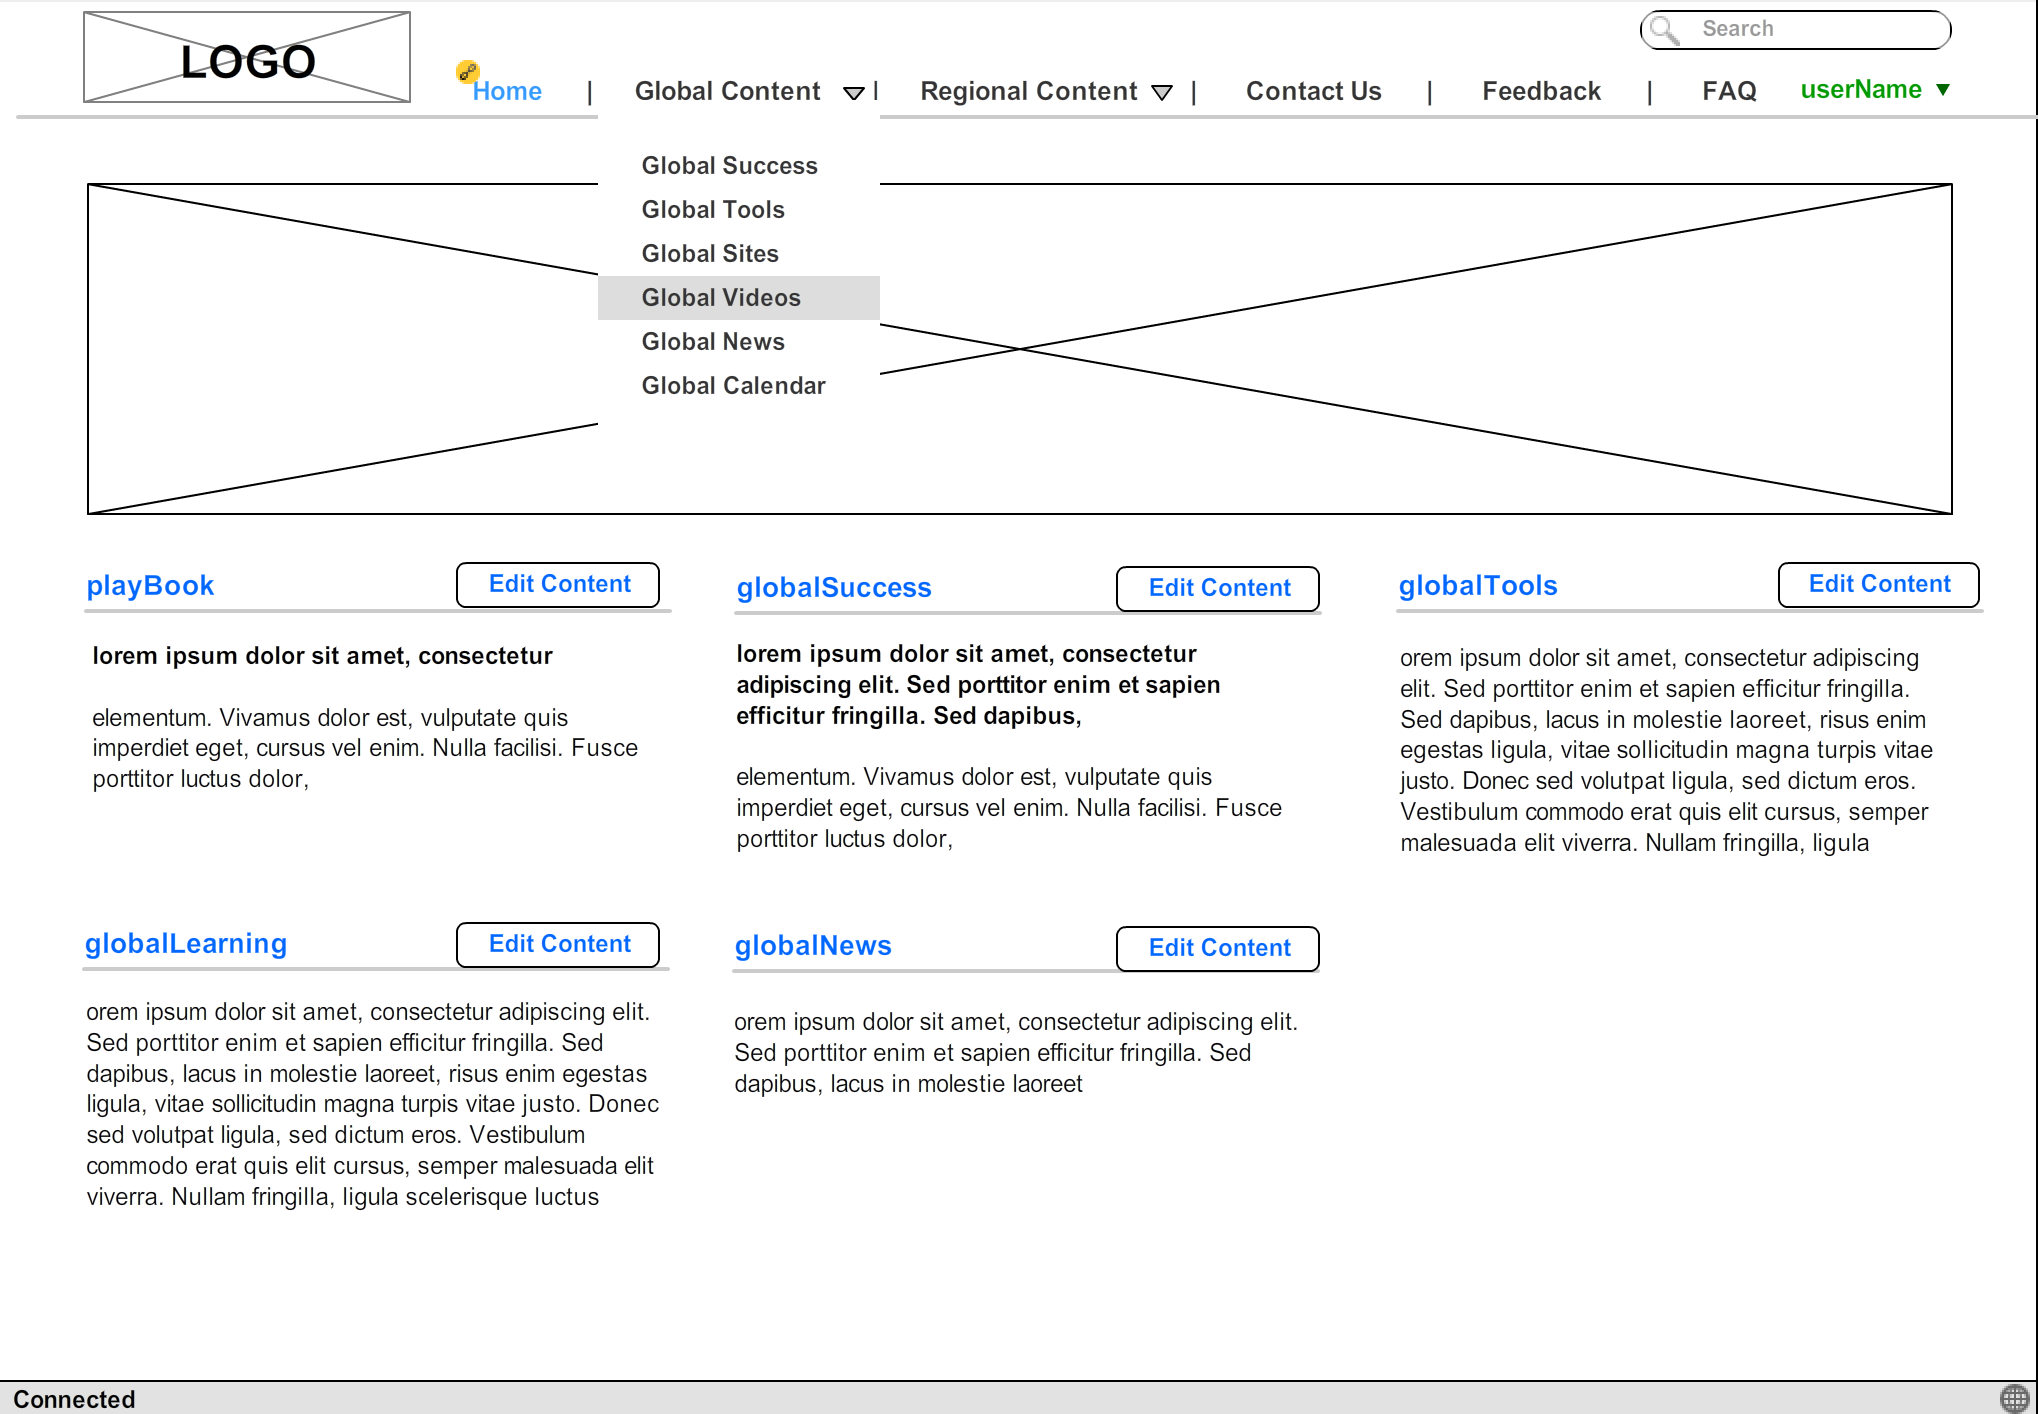 LOGO
Search
Home | Global Content | Regional Content | Contact Us | Feedback | FAQ userName
Global Success
Global Tools
Global Sites
Global Videos
Global News
Global Calendar
playBook
Edit Content
lorem ipsum dolor sit amet, consectetur
elementum. Vivamus dolor est, vulputate quis
imperdiet eget, cursus vel enim. Nulla facilisi. Fusce
porttitor luctus dolor,
globalSuccess
Edit Content
lorem ipsum dolor sit amet, consectetur
adipiscing elit. Sed porttitor enim et sapien
efficitur fringilla. Sed dapibus,
elementum. Vivamus dolor est, vulputate quis
imperdiet eget, cursus vel enim. Nulla facilisi. Fusce
porttitor luctus dolor,
globalTools
Edit Content
orem ipsum dolor sit amet, consectetur adipiscing
elit. Sed porttitor enim et sapien efficitur fringilla.
Sed dapibus, lacus in molestie laoreet, risus enim
egestas ligula, vitae sollicitudin magna turpis vitae
justo. Donec sed volutpat ligula, sed dictum eros.
Vestibulum commodo erat quis elit cursus, semper
malesuada elit viverra. Nullam fringilla, ligula
globalLearning
Edit Content
orem ipsum dolor sit amet, consectetur adipiscing elit.
Sed porttitor enim et sapien efficitur fringilla. Sed
dapibus, lacus in molestie laoreet, risus enim egestas
ligula, vitae sollicitudin magna turpis vitae justo. Donec
sed volutpat ligula, sed dictum eros. Vestibulum
commodo erat quis elit cursus, semper malesuada elit
viverra. Nullam fringilla, ligula scelerisque luctus
globalNews
Edit Content
orem ipsum dolor sit amet, consectetur adipiscing elit.
Sed porttitor enim et sapien efficitur fringilla. Sed
dapibus, lacus in molestie laoreet
Connected